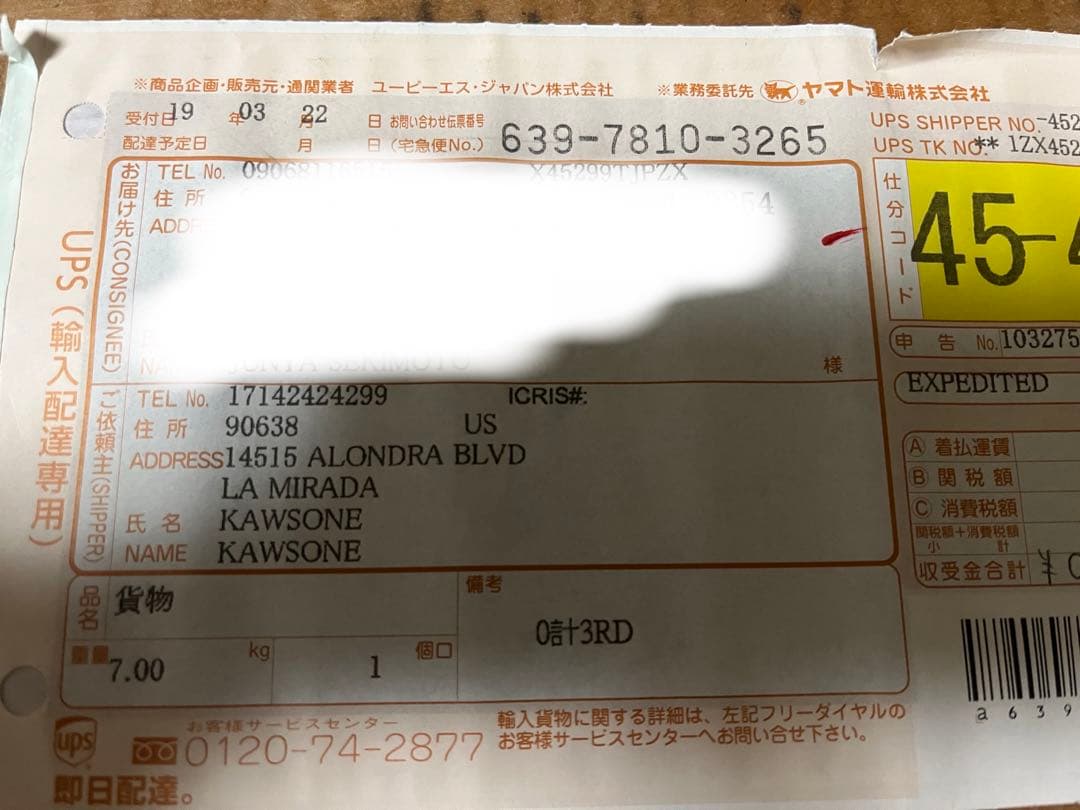 ※商品企画・販売元・通関業者 ユーピーエス・ジャパン株式会社 ※業務委託先 ヤマト運輸株式会社
受付日 19 年 03 月 22 日 お問い合わせ伝票番号
配達予定日 月 日 (宅急便No.) 639-7810-3265
UPS SHIPPER NO. -452
UPS TK NO. ** 1ZX452
UPS (輸入配達専用)
お届け先(CONSIGNEE)
TEL No.
X45299TJPZX
住所
様
仕分コード
45-4
申告 No. 103275
EXPEDITED
ご依頼主(SHIPPER)
TEL No. 17142424299 ICRIS#:
住所 90638 US
ADDRESS 14515 ALONDRA BLVD
LA MIRADA
氏名 KAWSONE
NAME KAWSONE
Ⓐ 着払運賃
Ⓑ 関税額
Ⓒ 消費税額
関税額+消費税額
小計
収受金合計 ¥0
品名 貨物
備考
0計3RD
重量 7.00 kg 1 個口
a639
ups
お客様サービスセンター
0120-74-2877
輸入貨物に関する詳細は、左記フリーダイヤルの
お客様サービスセンターへお問い合せ下さい。
即日配達。